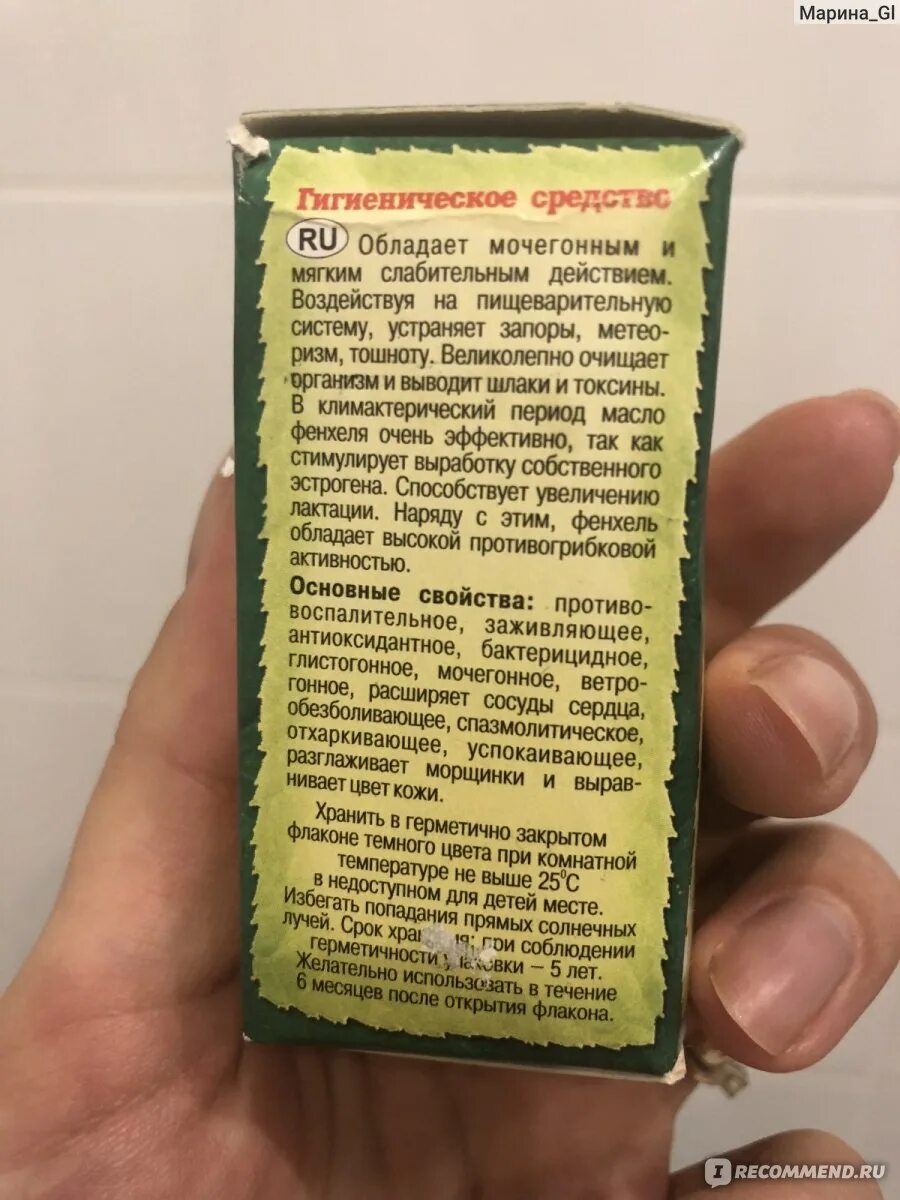 Марина_Gl
Гигиеническое средство
RU Обладает мочегонным и
мягким слабительным действием.
Воздействуя на пищеварительную
систему, устраняет запоры, метео-
ризм, тошноту. Великолепно очищает
организм и выводит шлаки и токсины.
В климактерический период масло
фенхеля очень эффективно, так как
стимулирует выработку собственного
эстрогена. Способствует увеличению
лактации. Наряду с этим, фенхель
обладает высокой противогрибковой
активностью.
Основные свойства: противо-
воспалительное, заживляющее,
антиоксидантное, бактерицидное,
глистогонное, мочегонное, ветро-
гонное, расширяет сосуды сердца,
обезболивающее, спазмолитическое,
отхаркивающее, успокаивающее,
разглаживает морщинки и вырав-
нивает цвет кожи.
Хранить в герметично закрытом
флаконе темного цвета при комнатной
температуре не выше 25⁰С
в недоступном для детей месте.
Избегать попадания прямых солнечных
лучей. Срок при соблюдении
герметичности – 5 лет.
Желательно использовать в течение
6 месяцев после открытия флакона.
IRECOMMEND.RU